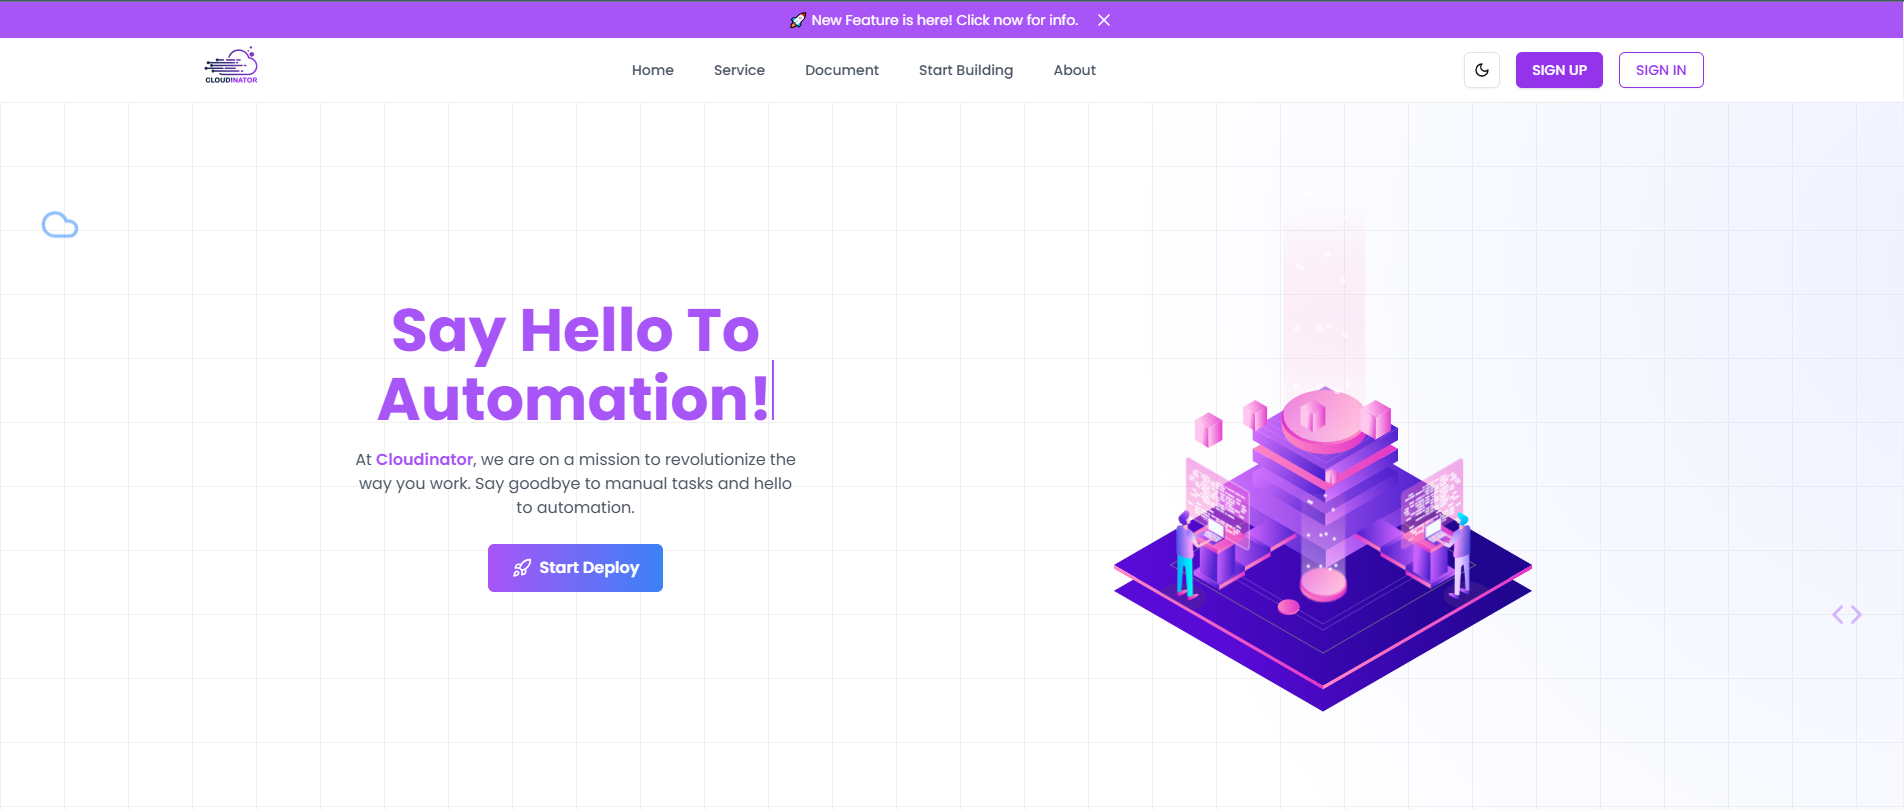 🚀 New Feature is here! Click now for info.
CLOUDINATOR
Home
Service
Document
Start Building
About
SIGN UP
SIGN IN
Say Hello To
Automation!
At Cloudinator, we are on a mission to revolutionize the
way you work. Say goodbye to manual tasks and hello
to automation.
Start Deploy